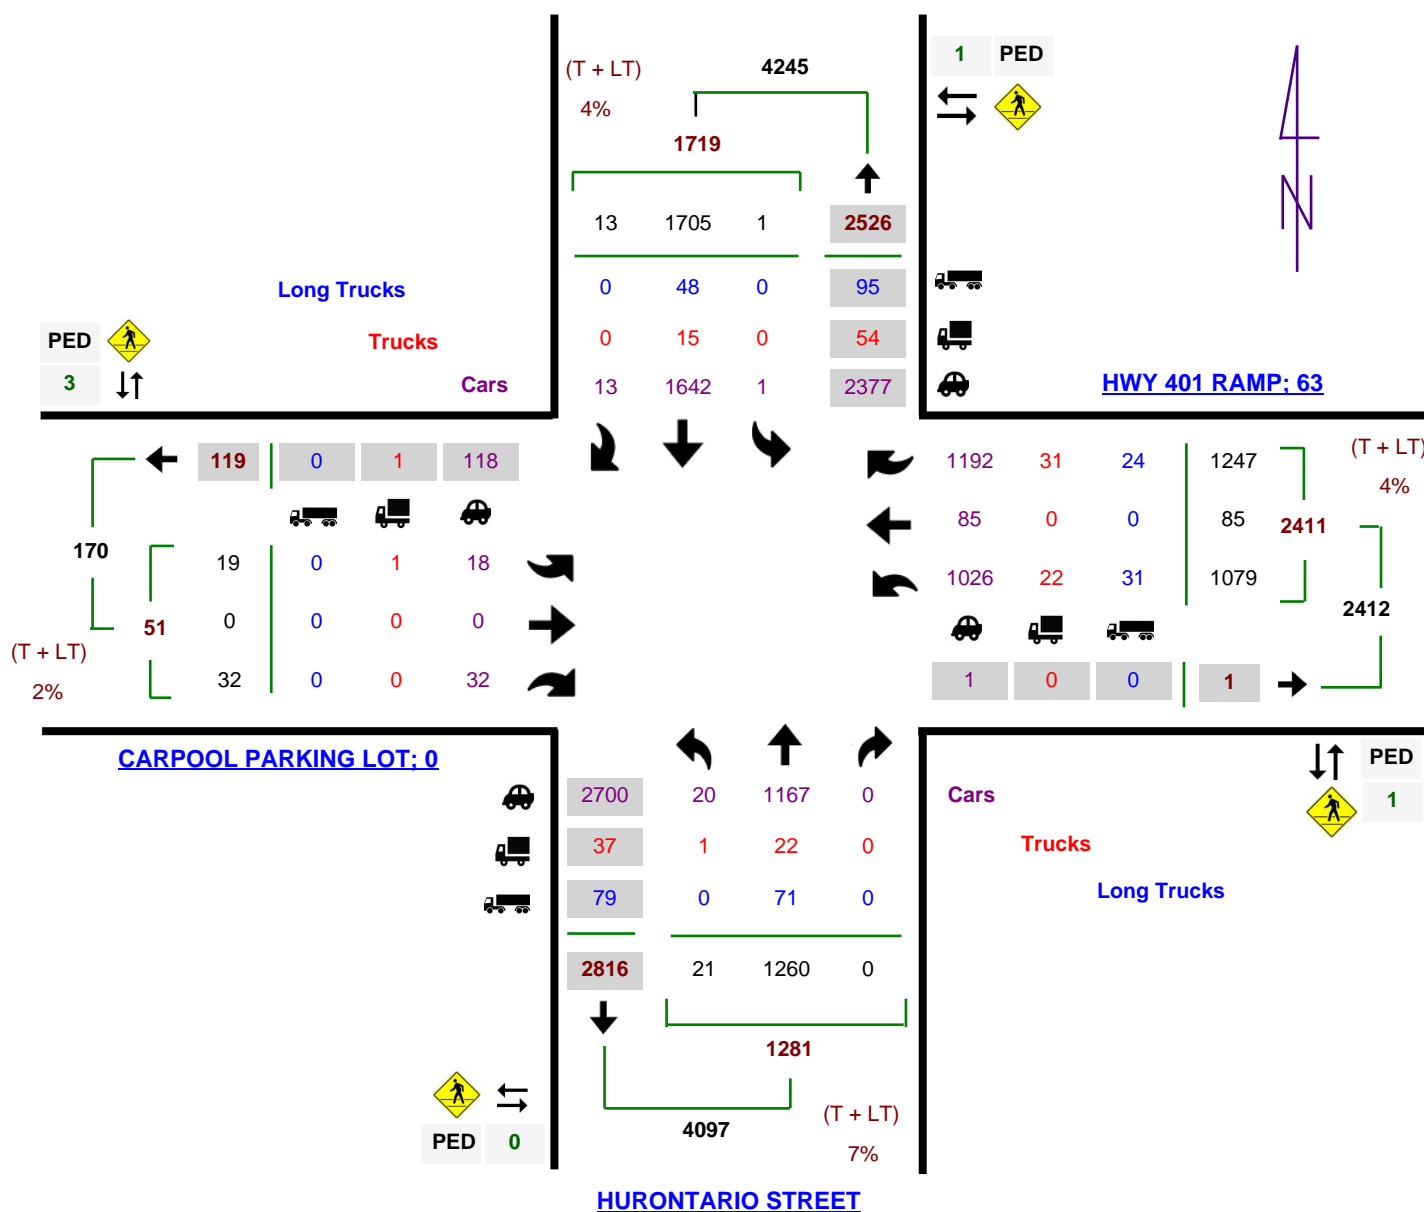 1 PED
(T + LT) 4245
4%
1719
13 1705 1 2526
Long Trucks 0 48 0 95
PED Trucks 0 15 0 54
3 Cars 13 1642 1 2377 HWY 401 RAMP; 63
119 0 1 118 1192 31 24 1247 (T + LT)
4%
85 0 0 85 2411
170
19 0 1 18 1026 22 31 1079
2412
51 0 0 0 0
(T + LT)
2% 32 0 0 32 1 0 0 1
CARPOOL PARKING LOT; 0 PED
2700 20 1167 0 Cars 1
37 1 22 0 Trucks
79 0 71 0 Long Trucks
2816 21 1260 0
1281
4097 (T + LT)
PED 0 7%
HURONTARIO STREET
N